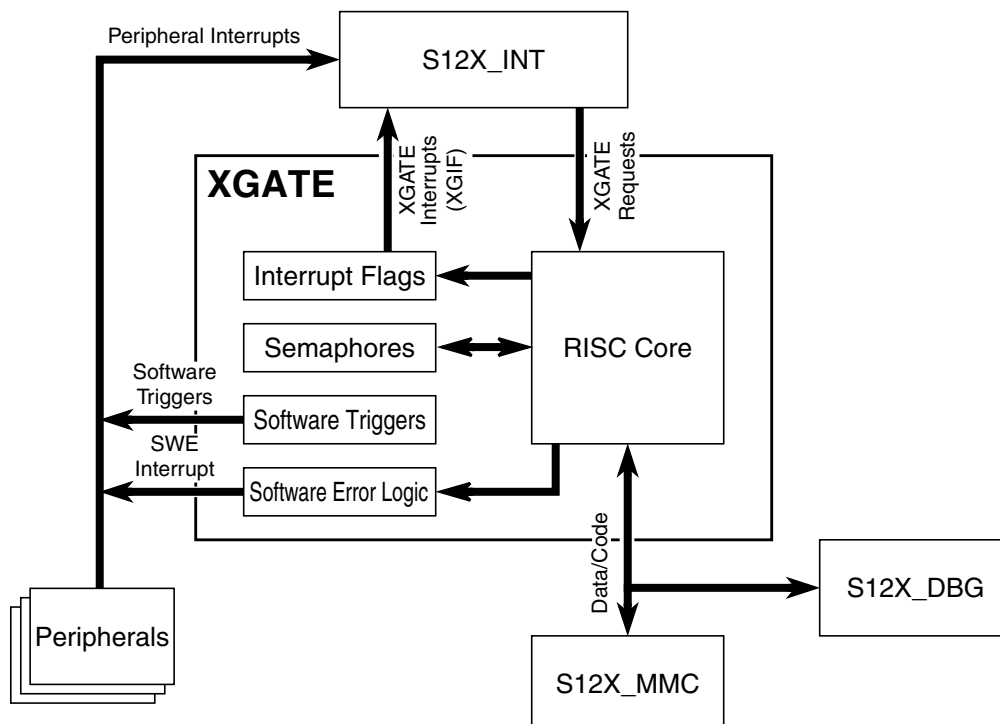 Peripheral Interrupts
S12X_INT
XGATE
XGATE
Interrupts
(XGIF)
XGATE
Requests
Interrupt Flags
Semaphores
RISC Core
Software
Triggers
Software Triggers
SWE
Interrupt
Software Error Logic
Data/Code
S12X_DBG
Peripherals
S12X_MMC